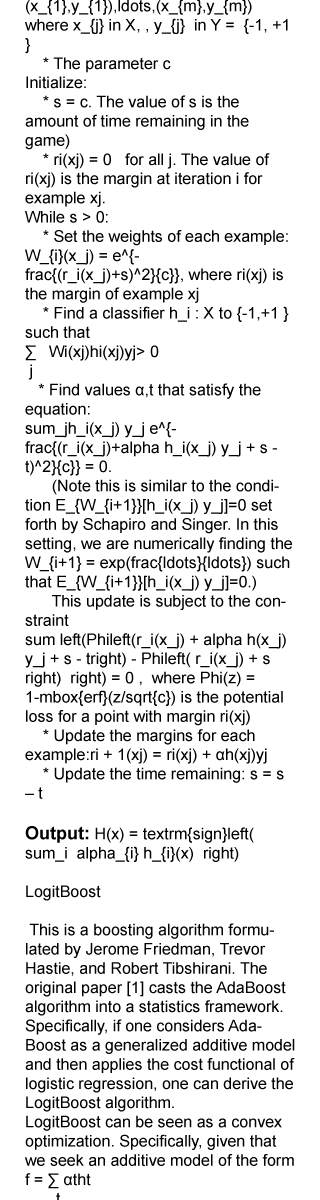 (x_{1},y_{1}),ldots,(x_{m},y_{m})
where x_{j} in X, , y_{j}  in Y =  {-1, +1
}
* The parameter c
Initialize:
* s = c. The value of s is the
amount of time remaining in the
game)
* ri(xj) = 0   for all j. The value of
ri(xj) is the margin at iteration i for
example xj.
While s > 0:
* Set the weights of each example:
W_{i}(x_j) = e^{-
frac{(r_i(x_j)+s)^2}{c}}, where ri(xj) is
the margin of example xj
* Find a classifier h_i : X to {-1,+1 }
such that
∑   Wi(xj)hi(xj)yj> 0
j
* Find values α,t that satisfy the
equation:
sum_jh_i(x_j) y_j e^{-
frac{(r_i(x_j)+alpha h_i(x_j) y_j + s -
t)^2}{c}} = 0.
(Note this is similar to the condi-
tion E_{W_{i+1}}[h_i(x_j) y_j]=0 set
forth by Schapiro and Singer. In this
setting, we are numerically finding the
W_{i+1} = exp(frac{ldots}{ldots}) such
that E_{W_{i+1}}[h_i(x_j) y_j]=0.)
This update is subject to the con-
straint
sum left(Phileft(r_i(x_j) + alpha h(x_j)
y_j + s - tright) - Phileft( r_i(x_j) + s
right)  right) = 0 ,  where Phi(z) =
1-mbox{erf}(z/sqrt{c}) is the potential
loss for a point with margin ri(xj)
* Update the margins for each
example:ri + 1(xj) = ri(xj) + αh(xj)yj
* Update the time remaining: s = s
– t
Output: H(x) = textrm{sign}left(
sum_i  alpha_{i} h_{i}(x)  right)
LogitBoost
This is a boosting algorithm formu-
lated by Jerome Friedman, Trevor
Hastie, and Robert Tibshirani. The
original paper [1] casts the AdaBoost
algorithm into a statistics framework.
Specifically, if one considers Ada-
Boost as a generalized additive model
and then applies the cost functional of
logistic regression, one can derive the
LogitBoost algorithm.
LogitBoost can be seen as a convex
optimization. Specifically, given that
we seek an additive model of the form
f = ∑ αtht
t